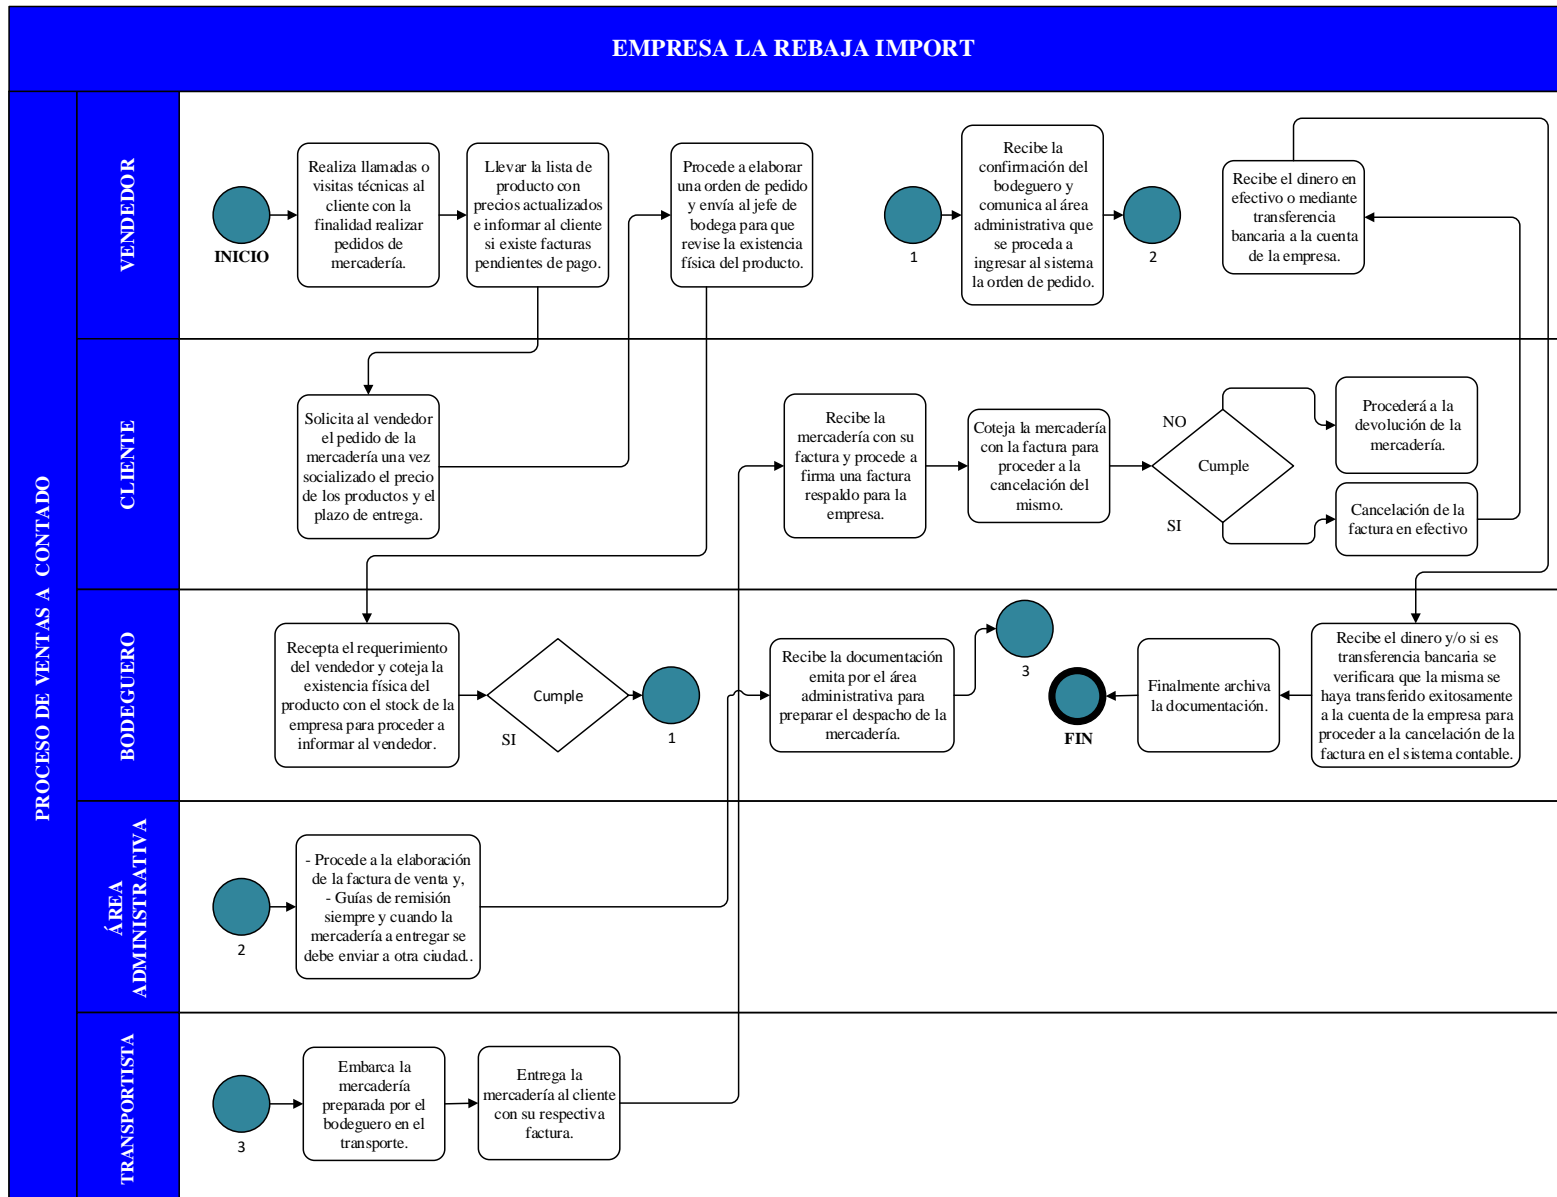 EMPRESA LA REBAJA IMPORT
PROCESO DE VENTAS A  CONTADO
VENDEDOR
INICIO
Realiza llamadas o
visitas técnicas al
cliente con la
finalidad realizar
pedidos de
mercadería.
Llevar la lista de
producto con
precios actualizados
e informar al cliente
si existe facturas
pendientes de pago.
Procede a elaborar
una orden de pedido
y envía al jefe de
bodega para que
revise la existencia
física del producto.
1
Recibe la
confirmación del
bodeguero y
comunica al área
administrativa que
se proceda a
ingresar al sistema
la orden de pedido.
2
Recibe el dinero en
efectivo o mediante
transferencia
bancaria a la cuenta
de la empresa.
CLIENTE
Solicita al vendedor
el pedido de la
mercadería una vez
socializado el precio
de los productos y el
plazo de entrega.
Recibe la
mercadería con su
factura y procede a
firma una factura
respaldo para la
empresa.
Coteja la mercadería
con la factura para
proceder a la
cancelación del
mismo.
NO
Cumple
SI
Procederá a la
devolución de la
mercadería.
Cancelación de la
factura en efectivo
BODEGUERO
Recepta el requerimiento
del vendedor y coteja la
existencia física del
producto con el stock de la
empresa para proceder a
informar al vendedor.
Cumple
SI
1
Recibe la documentación
emita por el área
administrativa para
preparar el despacho de la
mercadería.
3
FIN
Finalmente archiva
la documentación.
Recibe el dinero y/o si es
transferencia bancaria se
verificara que la misma se
haya transferido exitosamente
a la cuenta de la empresa para
proceder a la cancelación de la
factura en el sistema contable.
ÁREA
ADMINISTRATIVA
2
- Procede a la elaboración
de la factura de venta y,
- Guías de remisión
siempre y cuando la
mercadería a entregar se
debe enviar a otra ciudad..
TRANSPORTISTA
3
Embarca la
mercadería
preparada por el
bodeguero en el
transporte.
Entrega la
mercadería al cliente
con su respectiva
factura.